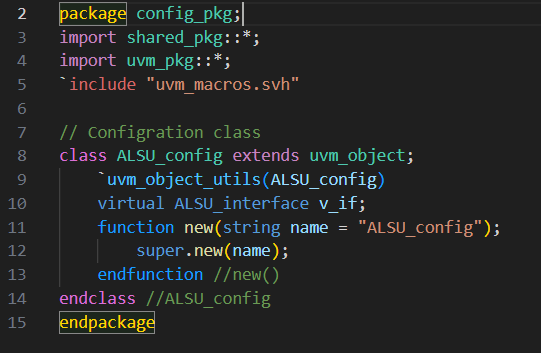 2 package config_pkg;
3 import shared_pkg::*;
4 import uvm_pkg::*;
5 `include "uvm_macros.svh"
6
7 // Configration class
8 class ALSU_config extends uvm_object;
9 `uvm_object_utils(ALSU_config)
10 virtual ALSU_interface v_if;
11 function new(string name = "ALSU_config");
12 super.new(name);
13 endfunction //new()
14 endclass //ALSU_config
15 endpackage